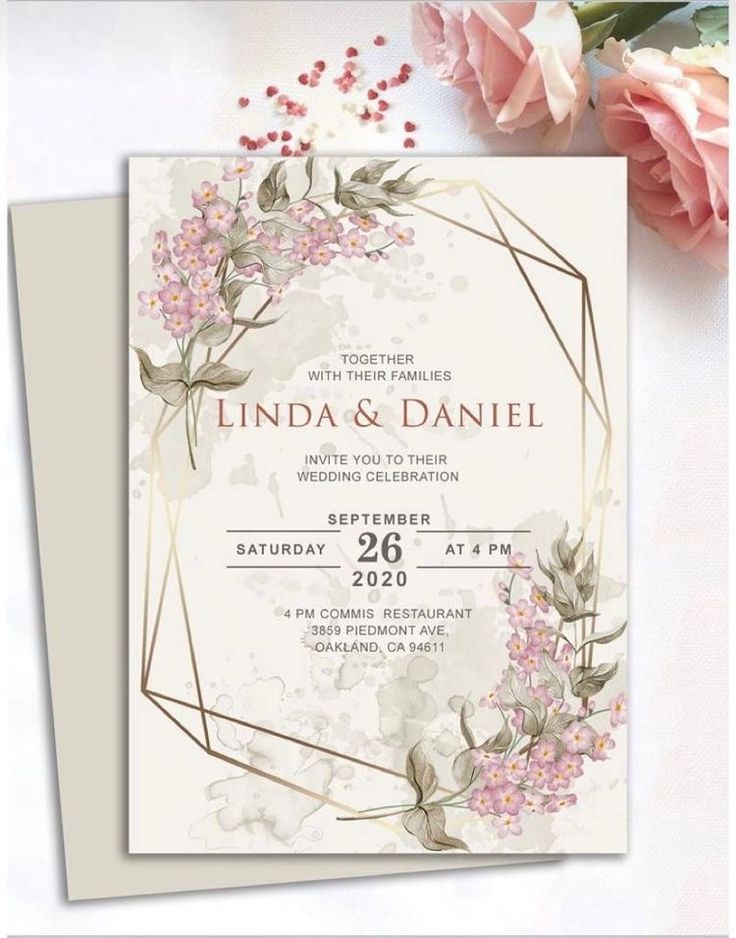 TOGETHER
WITH THEIR FAMILIES
LINDA & DANIEL
INVITE YOU TO THEIR
WEDDING CELEBRATION
SEPTEMBER
SATURDAY 26 AT 4 PM
2020
4 PM COMMIS RESTAURANT
3859 PIEDMONT AVE,
OAKLAND, CA 94611